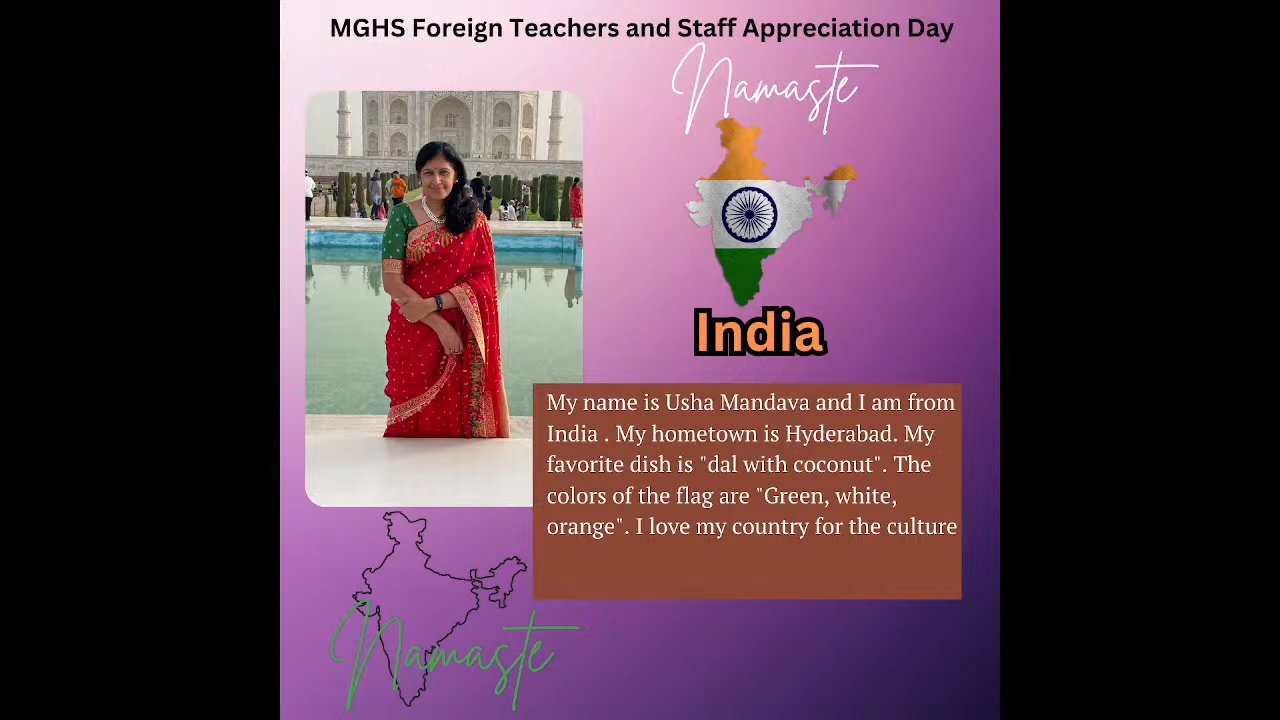 MGHS Foreign Teachers and Staff Appreciation Day
Namaste
India
My name is Usha Mandava and I am from
India . My hometown is Hyderabad. My
favorite dish is "dal with coconut". The
colors of the flag are "Green, white,
orange". I love my country for the culture
Namaste